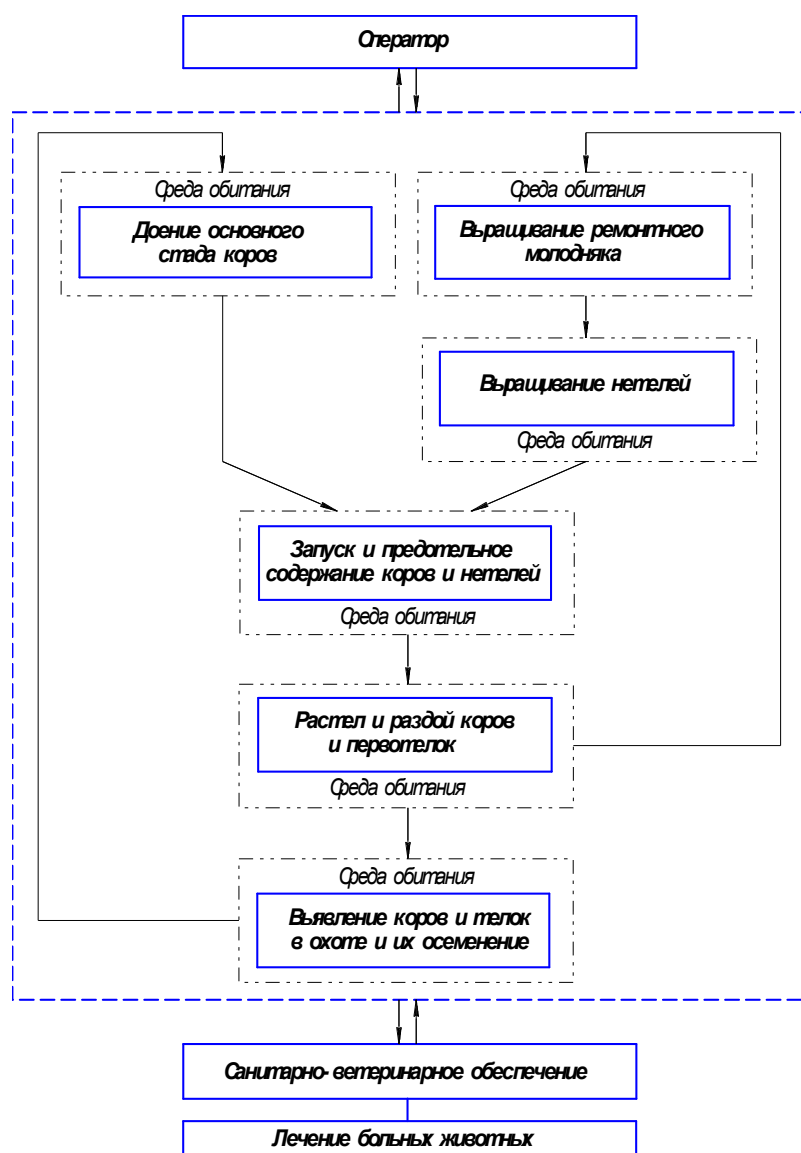 Оператор
Среда обитания
Доение основного
стада коров
Среда обитания
Выращивание ремонтного
молодняка
Выращивание нетелей
Среда обитания
Запуск и предотельное
содержание коров и нетелей
Среда обитания
Растел и раздой коров
и первотелок
Среда обитания
Среда обитания
Выявление коров и телок
в охоте и их осеменение
Санитарно-ветеринарное обеспечение
Лечение больных животных